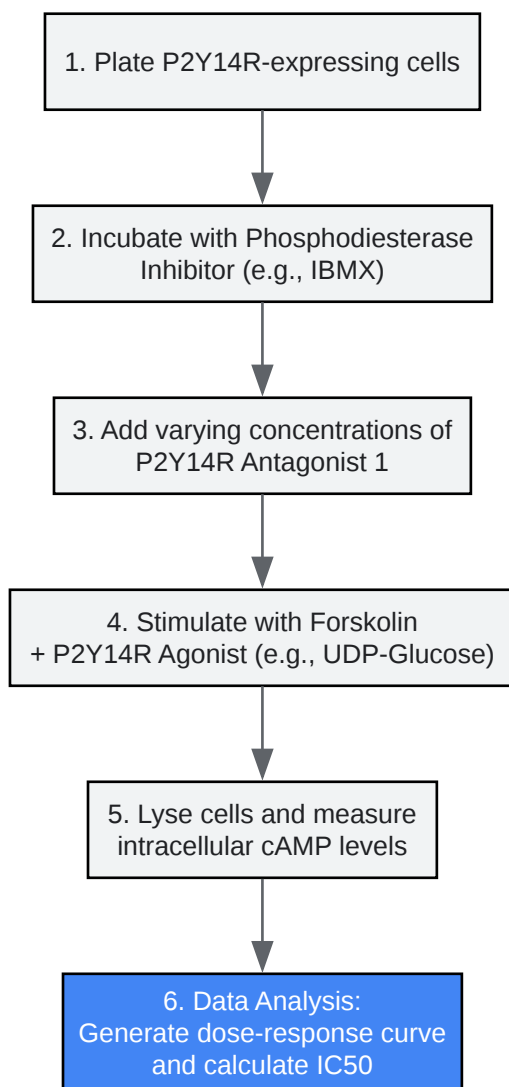 1. Plate P2Y14R-expressing cells
2. Incubate with Phosphodiesterase
Inhibitor (e.g., IBMX)
3. Add varying concentrations of
P2Y14R Antagonist 1
4. Stimulate with Forskolin
+ P2Y14R Agonist (e.g., UDP-Glucose)
5. Lyse cells and measure
intracellular cAMP levels
6. Data Analysis:
Generate dose-response curve
and calculate IC50